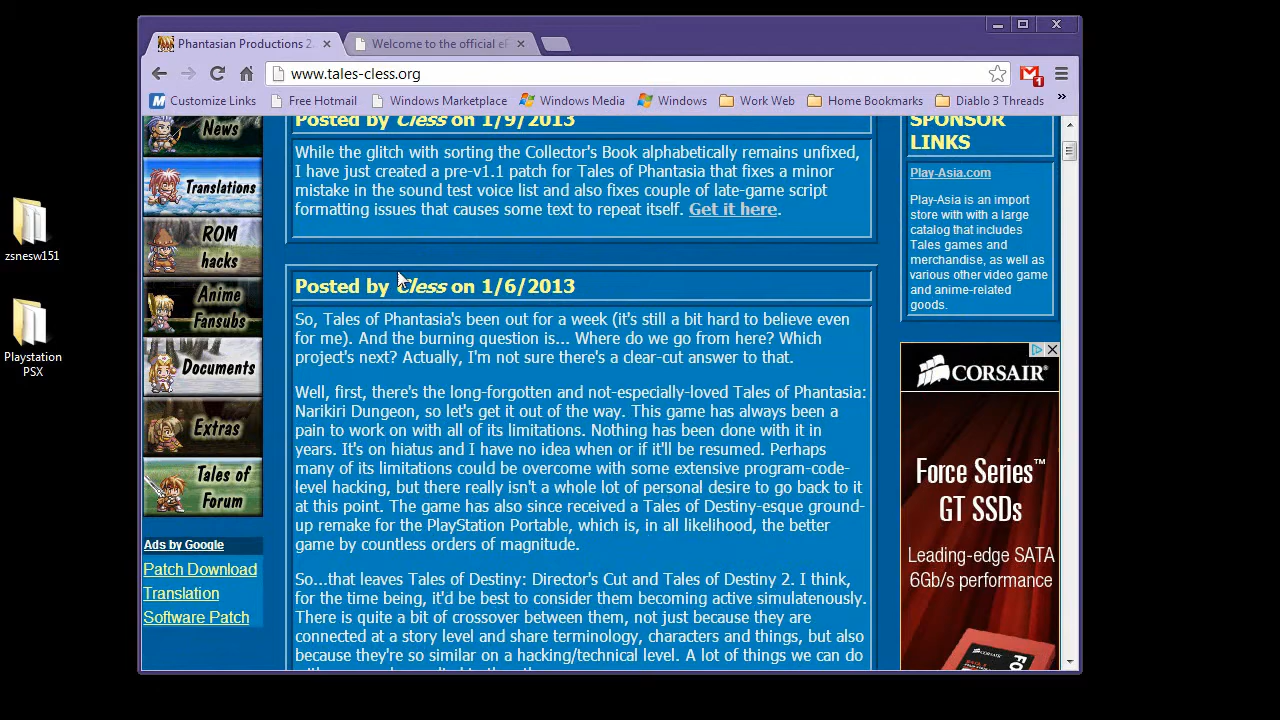 Phantasian Productions 2.
Welcome to the official eF
www.tales-cless.org
1
Customize Links
Free Hotmail
Windows Marketplace
Windows Media
Windows
Work Web
Home Bookmarks
Diablo 3 Threads
»
zsnesw151
Playstation
PSX
News
Translations
ROM
hacks
Anime
Fansubs
Documents
Extras
Tales of
Forum
Ads by Google
Patch Download
Translation
Software Patch
Posted by Cless on 1/9/2013
While the glitch with sorting the Collector's Book alphabetically remains unfixed,
I have just created a pre-v1.1 patch for Tales of Phantasia that fixes a minor
mistake in the sound test voice list and also fixes couple of late-game script
formatting issues that causes some text to repeat itself. Get it here.
Posted by Cless on 1/6/2013
So, Tales of Phantasia's been out for a week (it's still a bit hard to believe even
for me). And the burning question is... Where do we go from here? Which
project's next? Actually, I'm not sure there's a clear-cut answer to that.
Well, first, there's the long-forgotten and not-especially-loved Tales of Phantasia:
Narikiri Dungeon, so let's get it out of the way. This game has always been a
pain to work on with all of its limitations. Nothing has been done with it in
years. It's on hiatus and I have no idea when or if it'll be resumed. Perhaps
many of its limitations could be overcome with some extensive program-code-
level hacking, but there really isn't a whole lot of personal desire to go back to it
at this point. The game has also since received a Tales of Destiny-esque ground-
up remake for the PlayStation Portable, which is, in all likelihood, the better
game by countless orders of magnitude.
So...that leaves Tales of Destiny: Director's Cut and Tales of Destiny 2. I think,
for the time being, it'd be best to consider them becoming active simulatenously.
There is quite a bit of crossover between them, not just because they are
connected at a story level and share terminology, characters and things, but also
because they're so similar on a hacking/technical level. A lot of things we can do
SPONSOR
LINKS
Play-Asia.com
Play-Asia is an import
store with with a large
catalog that includes
Tales games and
merchandise, as well as
various other video game
and anime-related
goods.
CORSAIR
Force Series™
GT SSDs
Leading-edge SATA
6Gb/s performance
CORSAIR